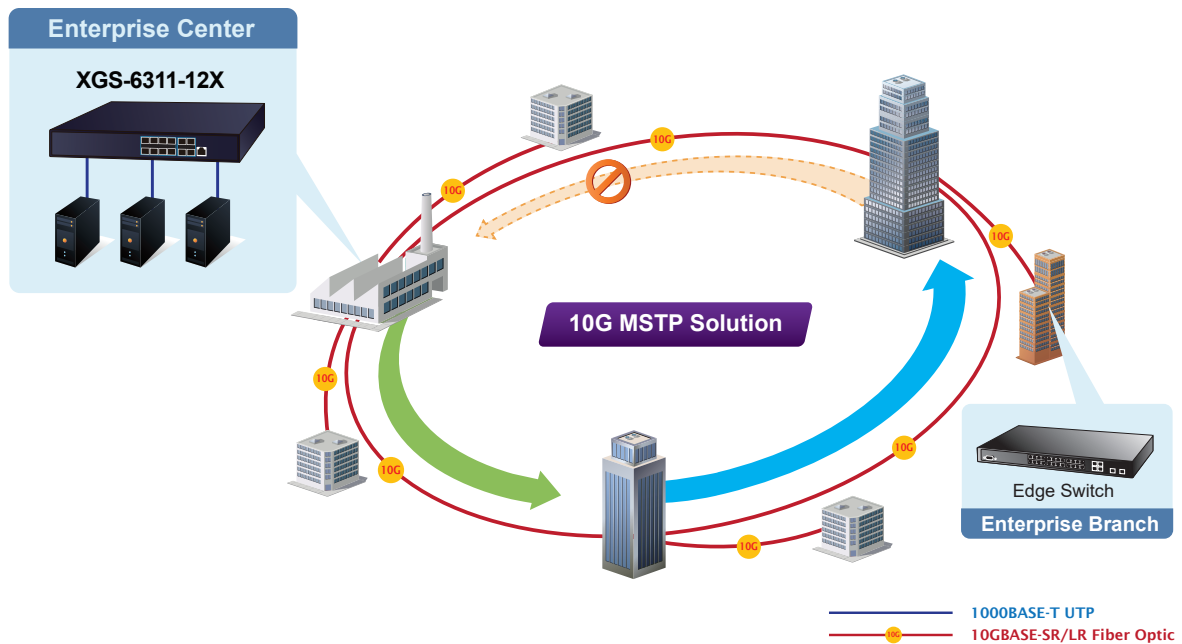 Enterprise Center
XGS-6311-12X
10G
10G
10G
10G
10G MSTP Solution
10G
10G
10G
10G
Edge Switch
Enterprise Branch
1000BASE-T UTP
10G
10GBASE-SR/LR Fiber Optic